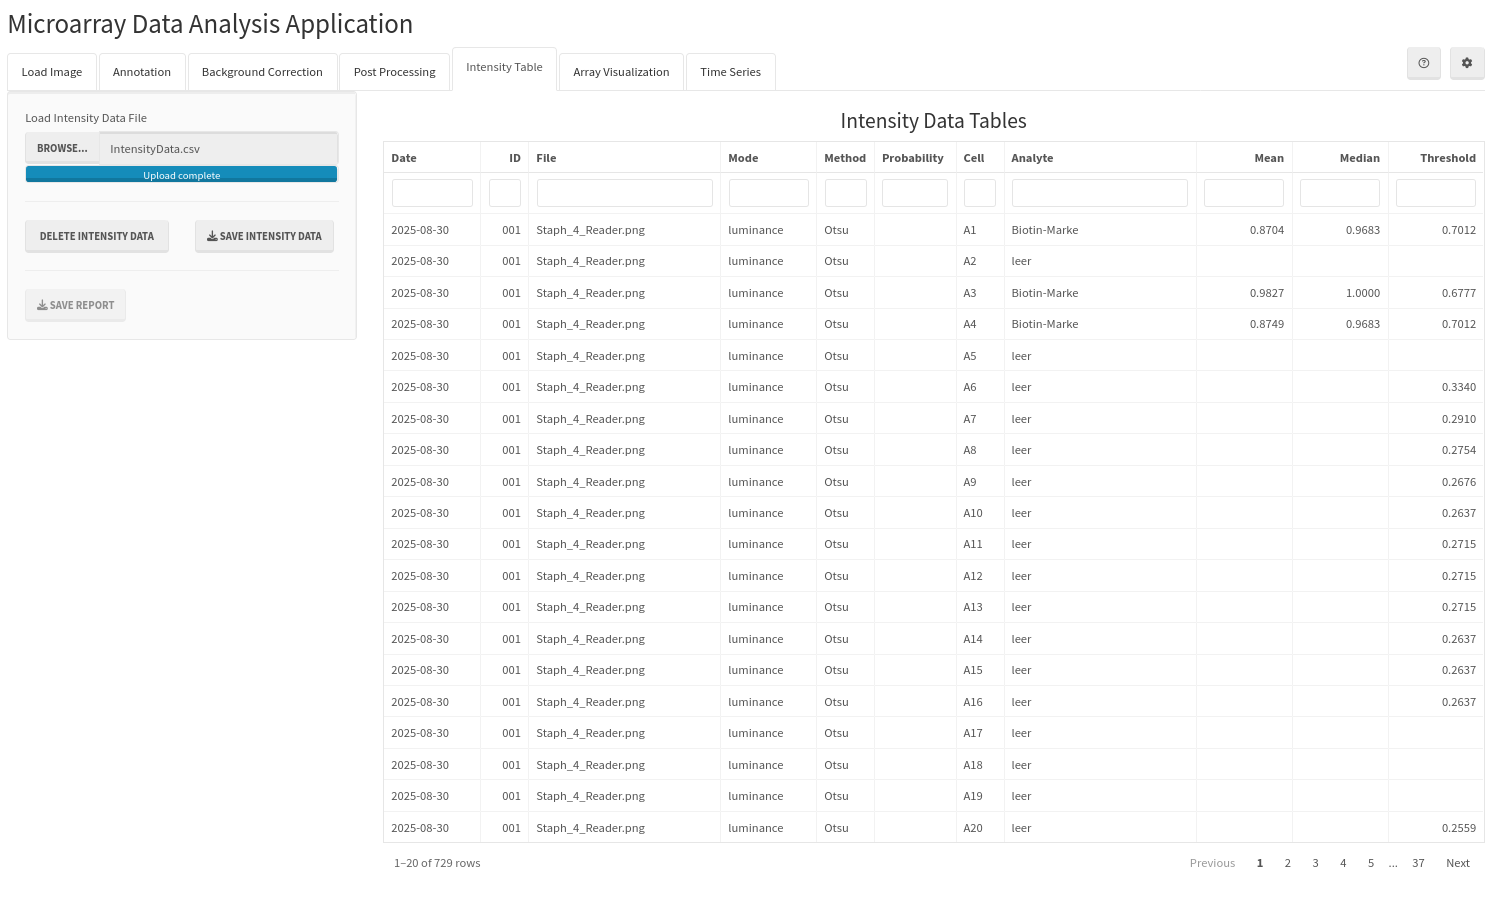 Microarray Data Analysis Application
Load Image Annotation Background Correction Post Processing Intensity Table Array Visualization Time Series
Load Intensity Data File
BROWSE... IntensityData.csv
Upload complete
DELETE INTENSITY DATA SAVE INTENSITY DATA
SAVE REPORT
Intensity Data Tables
Date ID File Mode Method Probability Cell Analyte Mean Median Threshold
2025-08-30 001 Staph_4_Reader.png luminance Otsu A1 Biotin-Marke 0.8704 0.9683 0.7012
2025-08-30 001 Staph_4_Reader.png luminance Otsu A2 leer
2025-08-30 001 Staph_4_Reader.png luminance Otsu A3 Biotin-Marke 0.9827 1.0000 0.6777
2025-08-30 001 Staph_4_Reader.png luminance Otsu A4 Biotin-Marke 0.8749 0.9683 0.7012
2025-08-30 001 Staph_4_Reader.png luminance Otsu A5 leer
2025-08-30 001 Staph_4_Reader.png luminance Otsu A6 leer 0.3340
2025-08-30 001 Staph_4_Reader.png luminance Otsu A7 leer 0.2910
2025-08-30 001 Staph_4_Reader.png luminance Otsu A8 leer 0.2754
2025-08-30 001 Staph_4_Reader.png luminance Otsu A9 leer 0.2676
2025-08-30 001 Staph_4_Reader.png luminance Otsu A10 leer 0.2637
2025-08-30 001 Staph_4_Reader.png luminance Otsu A11 leer 0.2715
2025-08-30 001 Staph_4_Reader.png luminance Otsu A12 leer 0.2715
2025-08-30 001 Staph_4_Reader.png luminance Otsu A13 leer 0.2715
2025-08-30 001 Staph_4_Reader.png luminance Otsu A14 leer 0.2637
2025-08-30 001 Staph_4_Reader.png luminance Otsu A15 leer 0.2637
2025-08-30 001 Staph_4_Reader.png luminance Otsu A16 leer 0.2637
2025-08-30 001 Staph_4_Reader.png luminance Otsu A17 leer
2025-08-30 001 Staph_4_Reader.png luminance Otsu A18 leer
2025-08-30 001 Staph_4_Reader.png luminance Otsu A19 leer
2025-08-30 001 Staph_4_Reader.png luminance Otsu A20 leer 0.2559
1–20 of 729 rows Previous 1 2 3 4 5 ... 37 Next